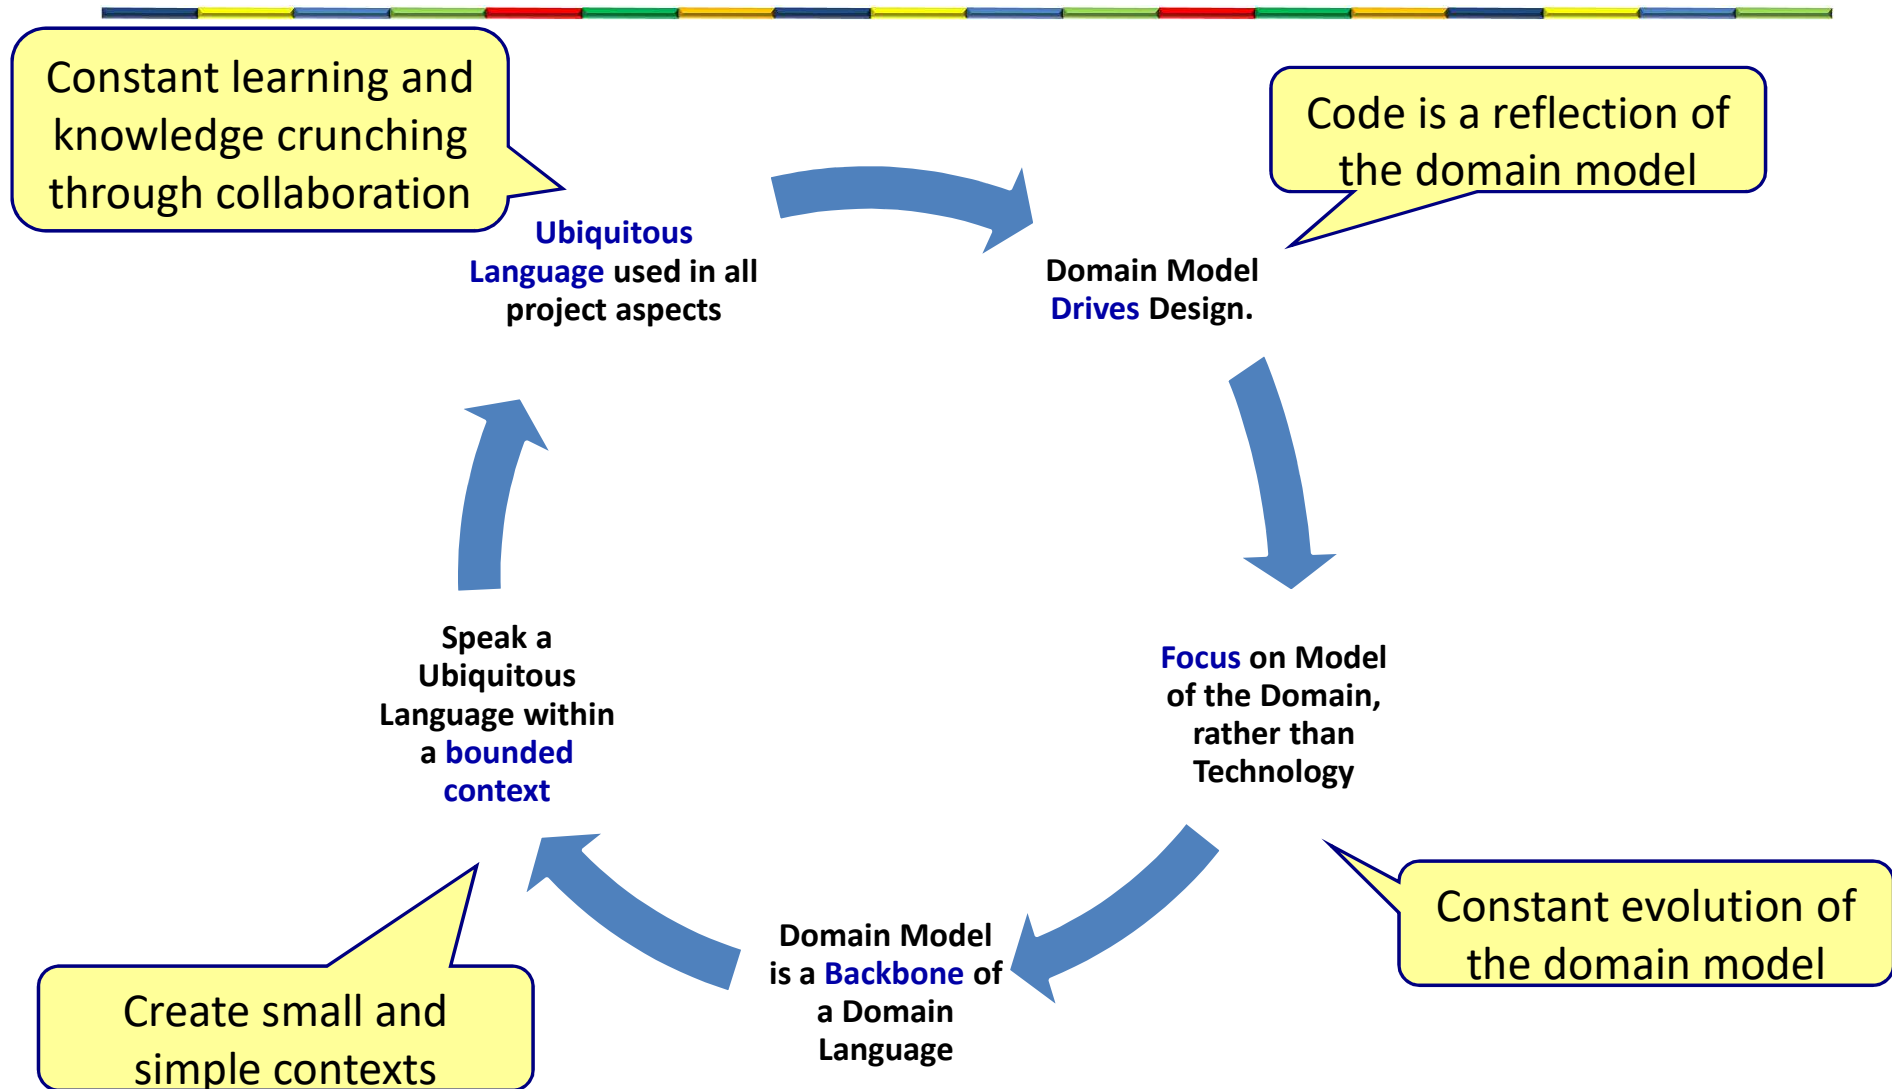 Constant learning and
knowledge crunching
through collaboration
Code is a reflection of
the domain model
Ubiquitous
Language used in all
project aspects
Domain Model
Drives Design.
Speak a
Ubiquitous
Language within
a bounded
context
Focus on Model
of the Domain,
rather than
Technology
Domain Model
is a Backbone of
a Domain
Language
Constant evolution of
the domain model
Create small and
simple contexts